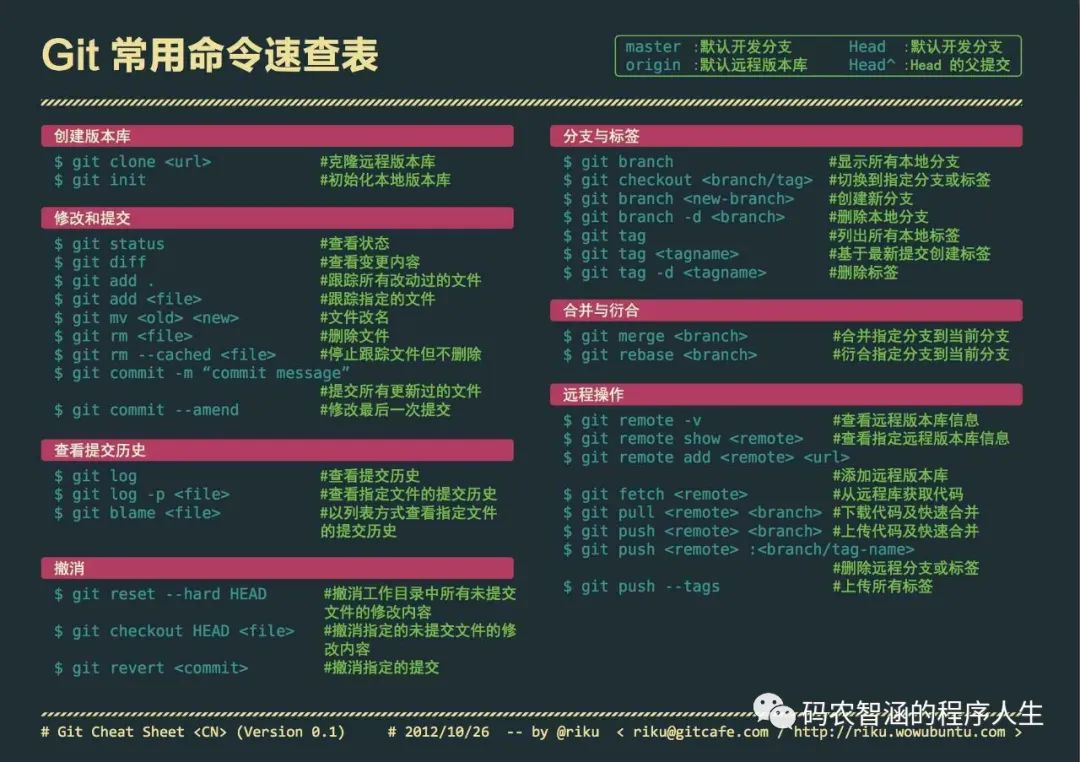 Git 常用命令速查表
master :默认开发分支 Head :默认开发分支
origin :默认远程版本库 Head^ :Head 的父提交
创建版本库
$ git clone <url> #克隆远程版本库
$ git init #初始化本地版本库
修改和提交
$ git status #查看状态
$ git diff #查看变更内容
$ git add . #跟踪所有改动过的文件
$ git add <file> #跟踪指定的文件
$ git mv <old> <new> #文件改名
$ git rm <file> #删除文件
$ git rm --cached <file> #停止跟踪文件但不删除
$ git commit -m “commit message”
#提交所有更新过的文件
$ git commit --amend #修改最后一次提交
查看提交历史
$ git log #查看提交历史
$ git log -p <file> #查看指定文件的提交历史
$ git blame <file> #以列表方式查看指定文件
的提交历史
撤消
$ git reset --hard HEAD #撤消工作目录中所有未提交
文件的修改内容
$ git checkout HEAD <file> #撤消指定的未提交文件的修
改内容
$ git revert <commit> #撤消指定的提交
分支与标签
$ git branch #显示所有本地分支
$ git checkout <branch/tag> #切换到指定分支或标签
$ git branch <new-branch> #创建新分支
$ git branch -d <branch> #删除本地分支
$ git tag #列出所有本地标签
$ git tag <tagname> #基于最新提交创建标签
$ git tag -d <tagname> #删除标签
合并与衍合
$ git merge <branch> #合并指定分支到当前分支
$ git rebase <branch> #衍合指定分支到当前分支
远程操作
$ git remote -v #查看远程版本库信息
$ git remote show <remote> #查看指定远程版本库信息
$ git remote add <remote> <url>
#添加远程版本库
$ git fetch <remote> #从远程库获取代码
$ git pull <remote> <branch> #下载代码及快速合并
$ git push <remote> <branch> #上传代码及快速合并
$ git push <remote> :<branch/tag-name>
#删除远程分支或标签
$ git push --tags #上传所有标签
码农智涵的程序人生
# Git Cheat Sheet <CN> (Version 0.1) # 2012/10/26 -- by @riku < riku@gitcafe.com / http://riku.wowubuntu.com >